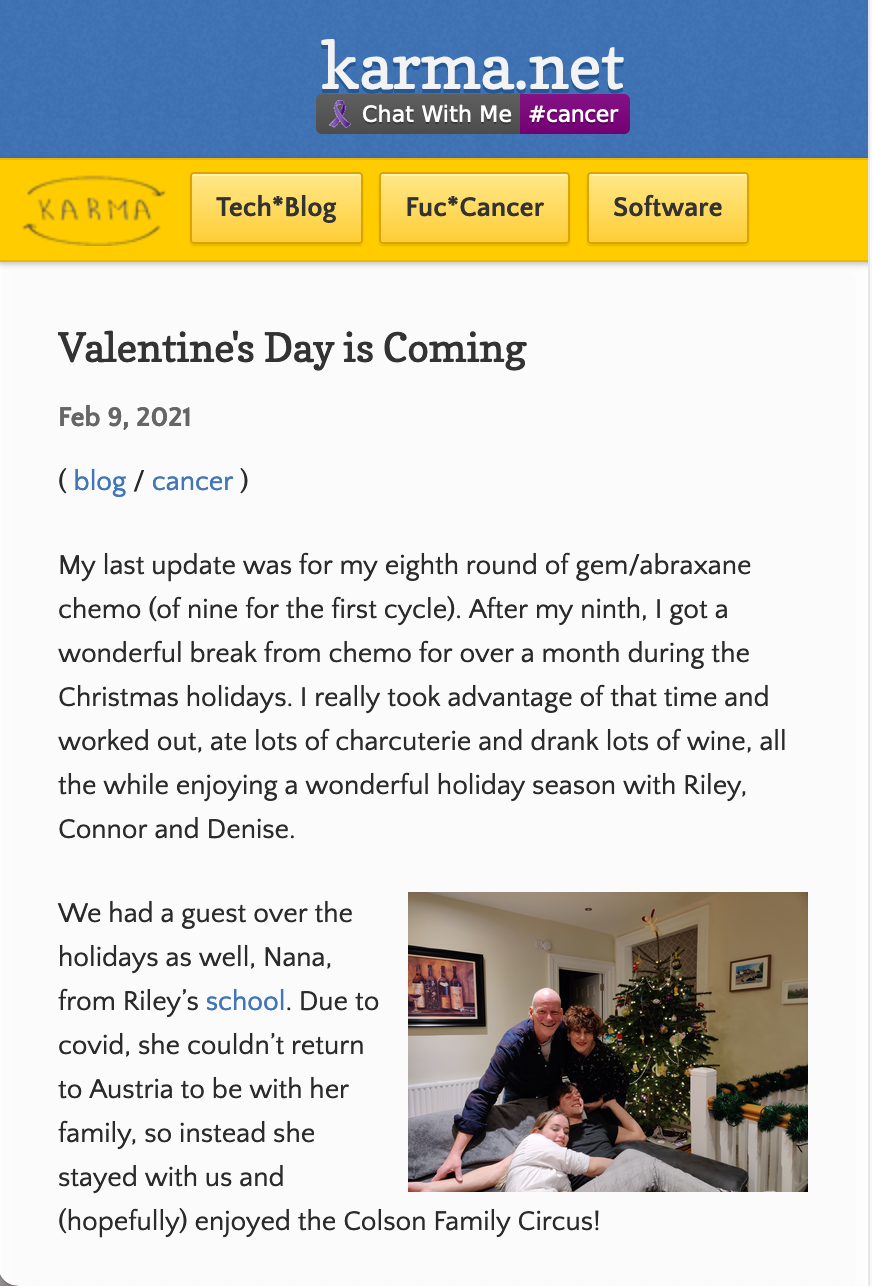 karma.net
Chat With Me #cancer
KARMA
Tech*Blog
Fuc*Cancer
Software
Valentine's Day is Coming
Feb 9, 2021
( blog / cancer )
My last update was for my eighth round of gem/abraxane
chemo (of nine for the first cycle). After my ninth, I got a
wonderful break from chemo for over a month during the
Christmas holidays. I really took advantage of that time and
worked out, ate lots of charcuterie and drank lots of wine, all
the while enjoying a wonderful holiday season with Riley,
Connor and Denise.
We had a guest over the
holidays as well, Nana,
from Riley’s school. Due to
covid, she couldn’t return
to Austria to be with her
family, so instead she
stayed with us and
(hopefully) enjoyed the Colson Family Circus!